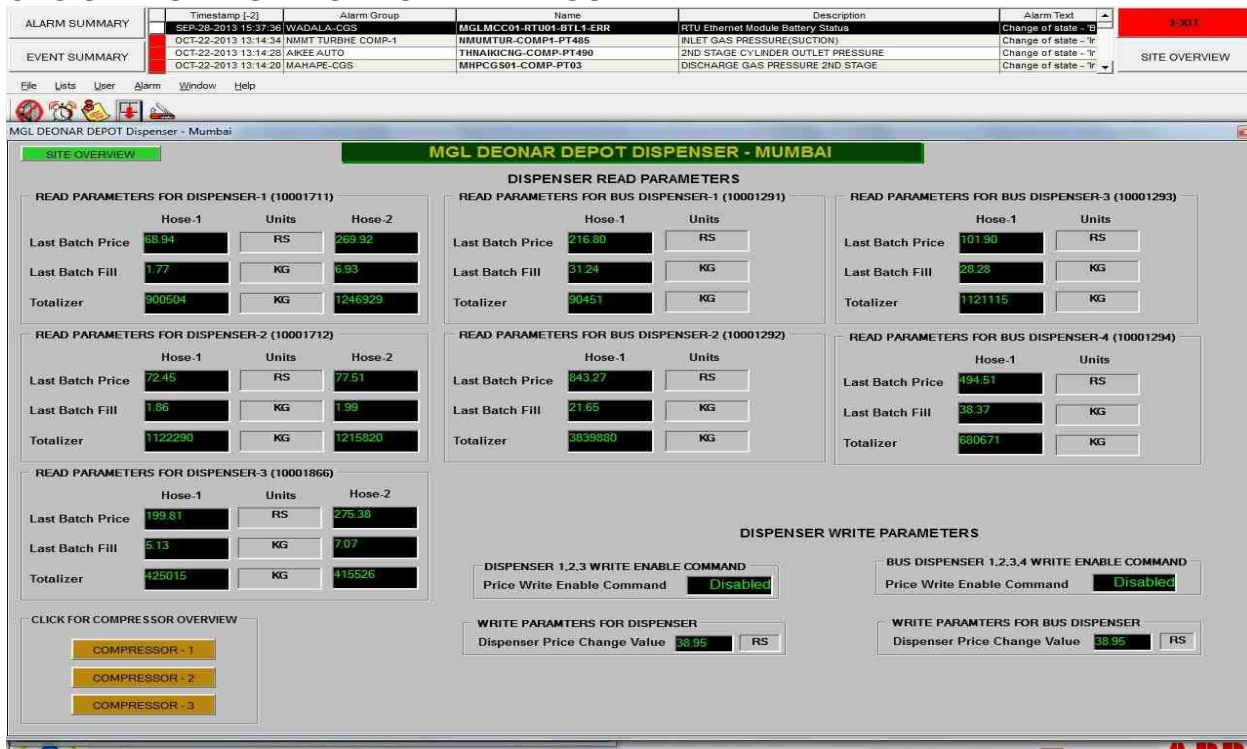 ALARM SUMMARY
EVENT SUMMARY
Timestamp [-2] Alarm Group Name Description Alarm Text
SEP-28-2013 15:37:36 WADALA-CGS MGLMCC01-RTU01-BTL1-ERR RTU Ethernet Module Battery Status Change of state - 'B
OCT-22-2013 13:14:34 NMMT TURBHE COMP-1 NMUMTUR-COMP1-PT485 INLET GAS PRESSURE(SUCTION) Change of state - 'Ir
OCT-22-2013 13:14:28 AIKEE AUTO THNAIKICNG-COMP-PT490 2ND STAGE CYLINDER OUTLET PRESSURE Change of state - 'Ir
OCT-22-2013 13:14:20 MAHAPE-CGS MHPCGS01-COMP-PT03 DISCHARGE GAS PRESSURE 2ND STAGE Change of state - 'Ir
EXIT
SITE OVERVIEW
File Lists User Alarm Window Help
MGL DEONAR DEPOT Dispenser - Mumbai
SITE OVERVIEW
MGL DEONAR DEPOT DISPENSER - MUMBAI
DISPENSER READ PARAMETERS
READ PARAMETERS FOR DISPENSER-1 (10001711)
Hose-1 Units Hose-2
Last Batch Price 68.94 RS 269.92
Last Batch Fill 1.77 KG 6.93
Totalizer 900504 KG 1246929
READ PARAMETERS FOR BUS DISPENSER-1 (10001291)
Hose-1 Units
Last Batch Price 216.80 RS
Last Batch Fill 31.24 KG
Totalizer 90451 KG
READ PARAMETERS FOR BUS DISPENSER-3 (10001293)
Hose-1 Units
Last Batch Price 101.90 RS
Last Batch Fill 28.28 KG
Totalizer 1121115 KG
READ PARAMETERS FOR DISPENSER-2 (10001712)
Hose-1 Units Hose-2
Last Batch Price 72.45 RS 77.51
Last Batch Fill 1.86 KG 1.99
Totalizer 1122290 KG 1215820
READ PARAMETERS FOR BUS DISPENSER-2 (10001292)
Hose-1 Units
Last Batch Price 843.27 RS
Last Batch Fill 21.65 KG
Totalizer 3839880 KG
READ PARAMETERS FOR BUS DISPENSER-4 (10001294)
Hose-1 Units
Last Batch Price 494.51 RS
Last Batch Fill 38.37 KG
Totalizer 680671 KG
READ PARAMETERS FOR DISPENSER-3 (10001866)
Hose-1 Units Hose-2
Last Batch Price 199.81 RS 275.38
Last Batch Fill 5.13 KG 7.07
Totalizer 425015 KG 415526
DISPENSER WRITE PARAMETERS
DISPENSER 1,2,3 WRITE ENABLE COMMAND
Price Write Enable Command Disabled
BUS DISPENSER 1,2,3,4 WRITE ENABLE COMMAND
Price Write Enable Command Disabled
WRITE PARAMTERS FOR DISPENSER
Dispenser Price Change Value 38.95 RS
WRITE PARAMTERS FOR BUS DISPENSER
Dispenser Price Change Value 38.95 RS
CLICK FOR COMPRESSOR OVERVIEW
COMPRESSOR - 1
COMPRESSOR - 2
COMPRESSOR - 3